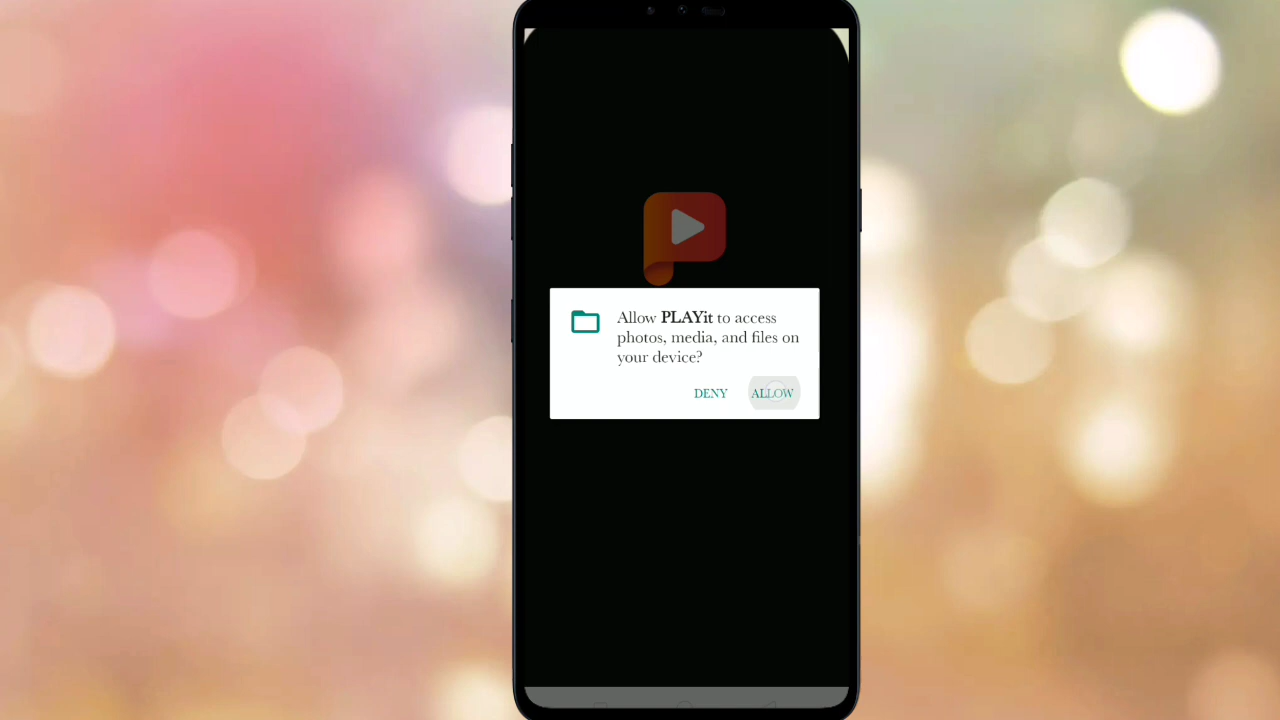 Allow PLAYit to access
photos, media, and files on
your device?
DENY ALLOW